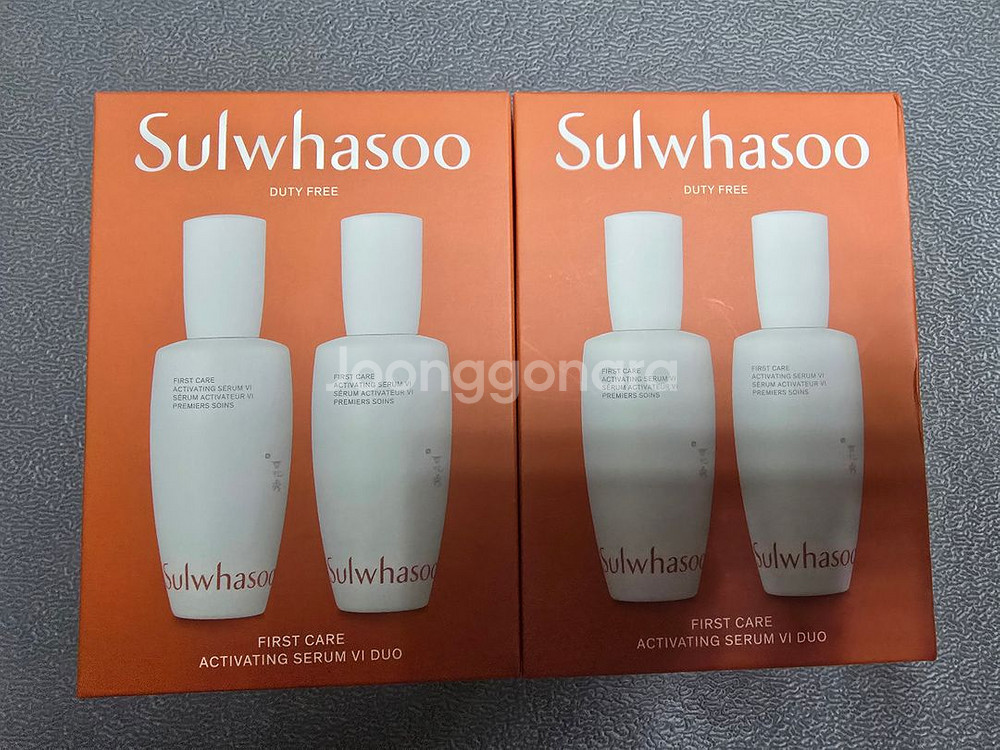 Sulwhasoo
DUTY FREE
FIRST CARE
ACTIVATING SERUM VI
SÉRUM ACTIVATEUR VI
PREMIERS SOINS
Sulwhasoo
FIRST CARE
ACTIVATING SERUM VI
SÉRUM ACTIVATEUR VI
PREMIERS SOINS
Sulwhasoo
FIRST CARE
ACTIVATING SERUM VI DUO
Sulwhasoo
DUTY FREE
FIRST CARE
ACTIVATING SERUM VI
SÉRUM ACTIVATEUR VI
PREMIERS SOINS
Sulwhasoo
FIRST CARE
ACTIVATING SERUM VI
SÉRUM ACTIVATEUR VI
PREMIERS SOINS
Sulwhasoo
FIRST CARE
ACTIVATING SERUM VI DUO
Joonggonara